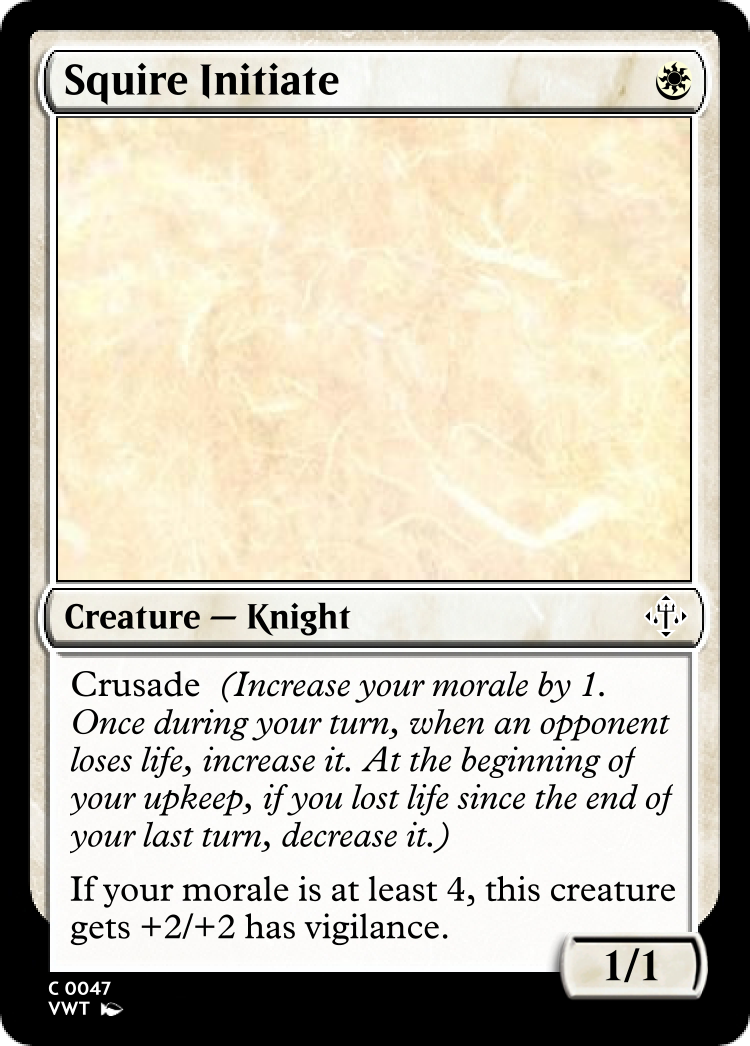 Squire Initiate
Creature — Knight
Crusade (Increase your morale by 1.
Once during your turn, when an opponent
loses life, increase it. At the beginning of
your upkeep, if you lost life since the end of
your last turn, decrease it.)
If your morale is at least 4, this creature
gets +2/+2 has vigilance.
1/1
C 0047
VWT